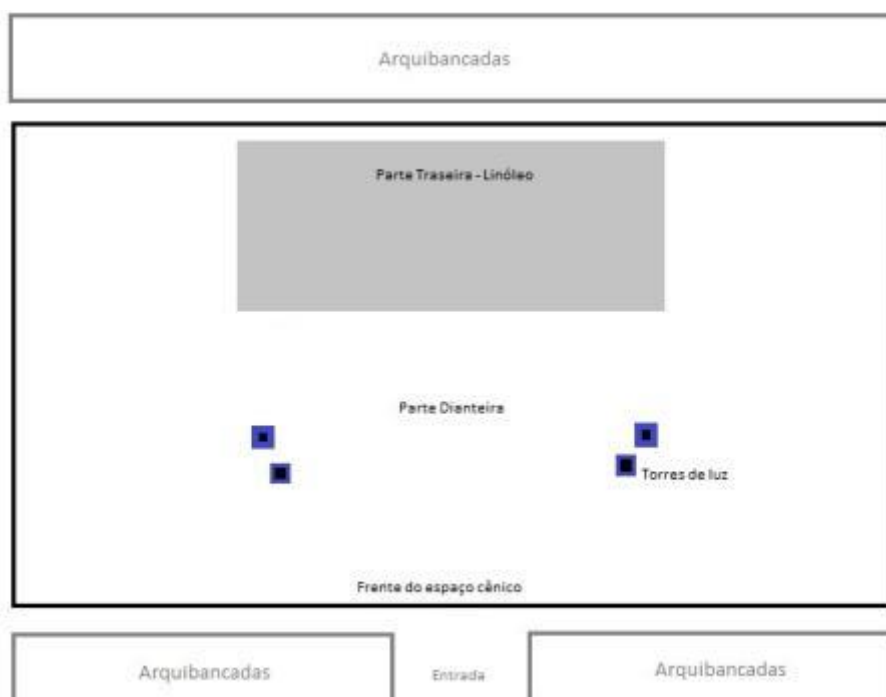 Arquibancadas
Parte Traseira - Linóleo
Parte Dianteira
Torres de luz
Frente do espaço cênico
Arquibancadas
Entrada
Arquibancadas